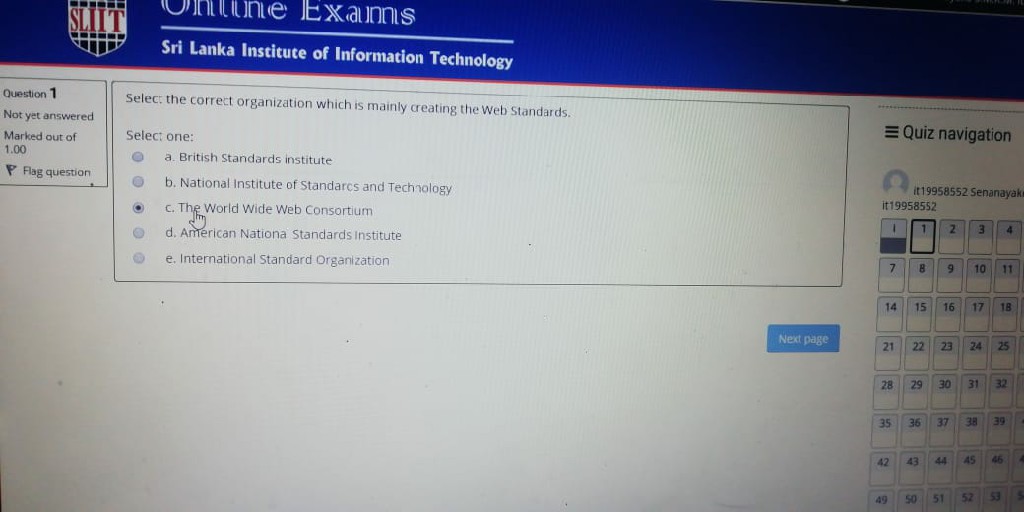 SLIIT
Online Exams
Sri Lanka Institute of Information Technology
Question 1
Not yet answered
Marked out of
1.00
Flag question
Select the correct organization which is mainly creating the Web Standards.
Select one:
a. British Standards institute
b. National Institute of Standards and Technology
c. The World Wide Web Consortium
d. American National Standards Institute
e. International Standard Organization
Next page
Quiz navigation
it19958552 Senanayak
it19958552
I 1 2 3 4
7 8 9 10 11
14 15 16 17 18
21 22 23 24 25
28 29 30 31 32
35 36 37 38 39
42 43 44 45 46
49 50 51 52 53